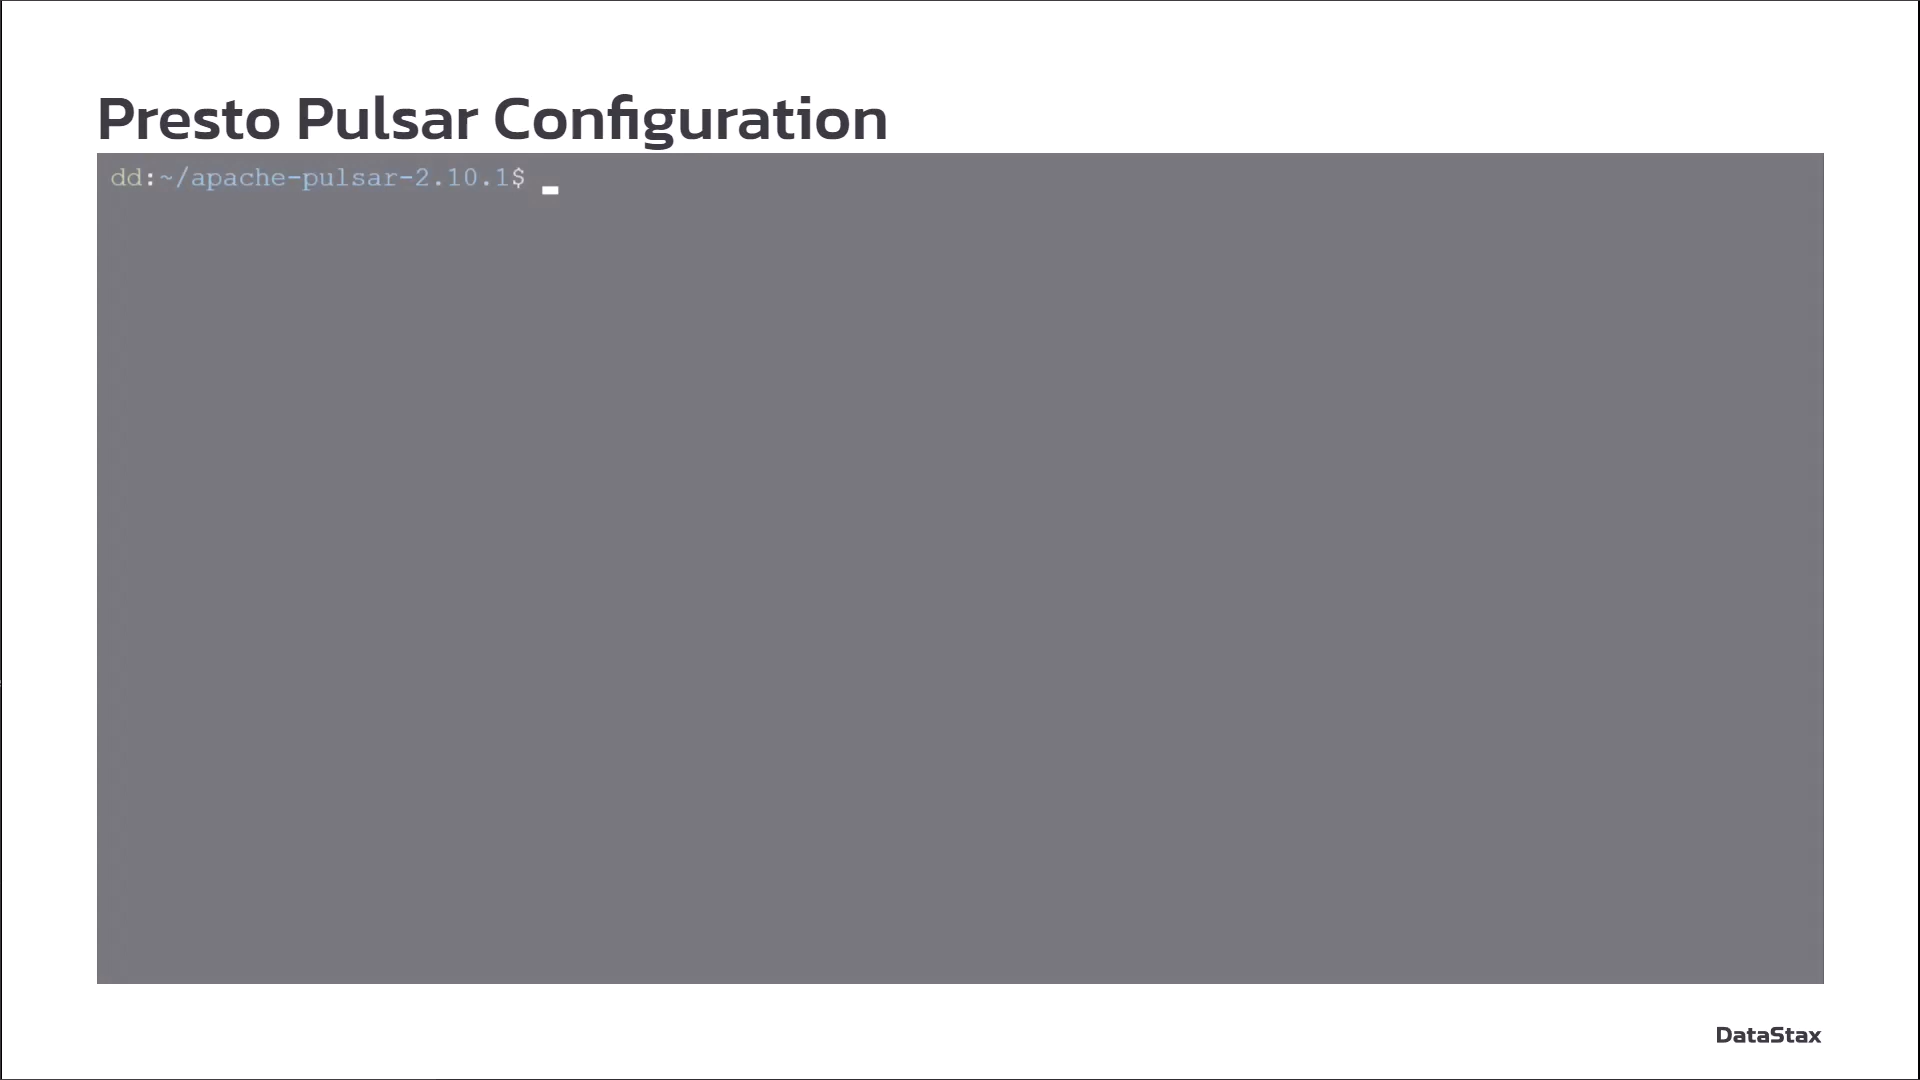 Presto Pulsar Configuration
dd:~/apache-pulsar-2.10.1$
DataStax